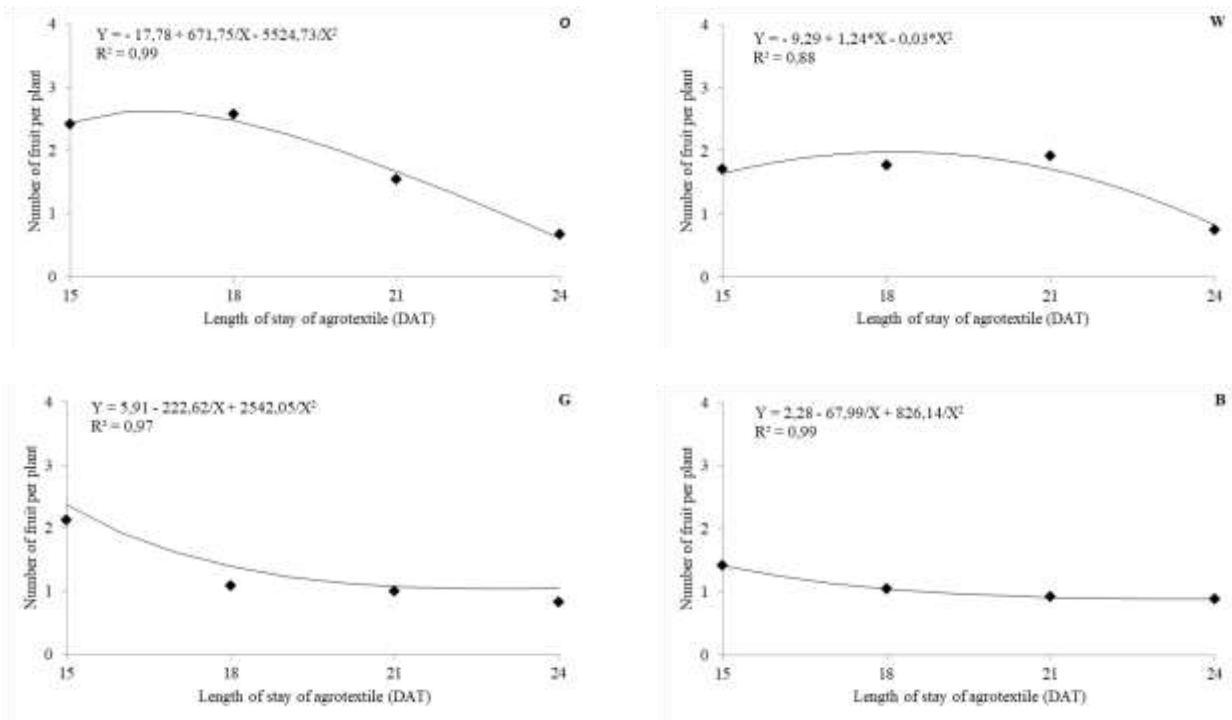 O
Y = - 17,78 + 671,75/X - 5524,73/X²
R² = 0,99
Number of fruit per plant
4
3
2
1
0
15 18 21 24
Length of stay of agrotextile (DAT)
W
Y = - 9,29 + 1,24*X - 0,03*X²
R² = 0,88
Number of fruit per plant
4
3
2
1
0
15 18 21 24
Length of stay of agrotextile (DAT)
G
Y = 5,91 - 222,62/X + 2542,05/X²
R² = 0,97
Number of fruit per plant
4
3
2
1
0
15 18 21 24
Length of stay of agrotextile (DAT)
B
Y = 2,28 - 67,99/X + 826,14/X²
R² = 0,99
Number of fruit per plant
4
3
2
1
0
15 18 21 24
Length of stay of agrotextile (DAT)